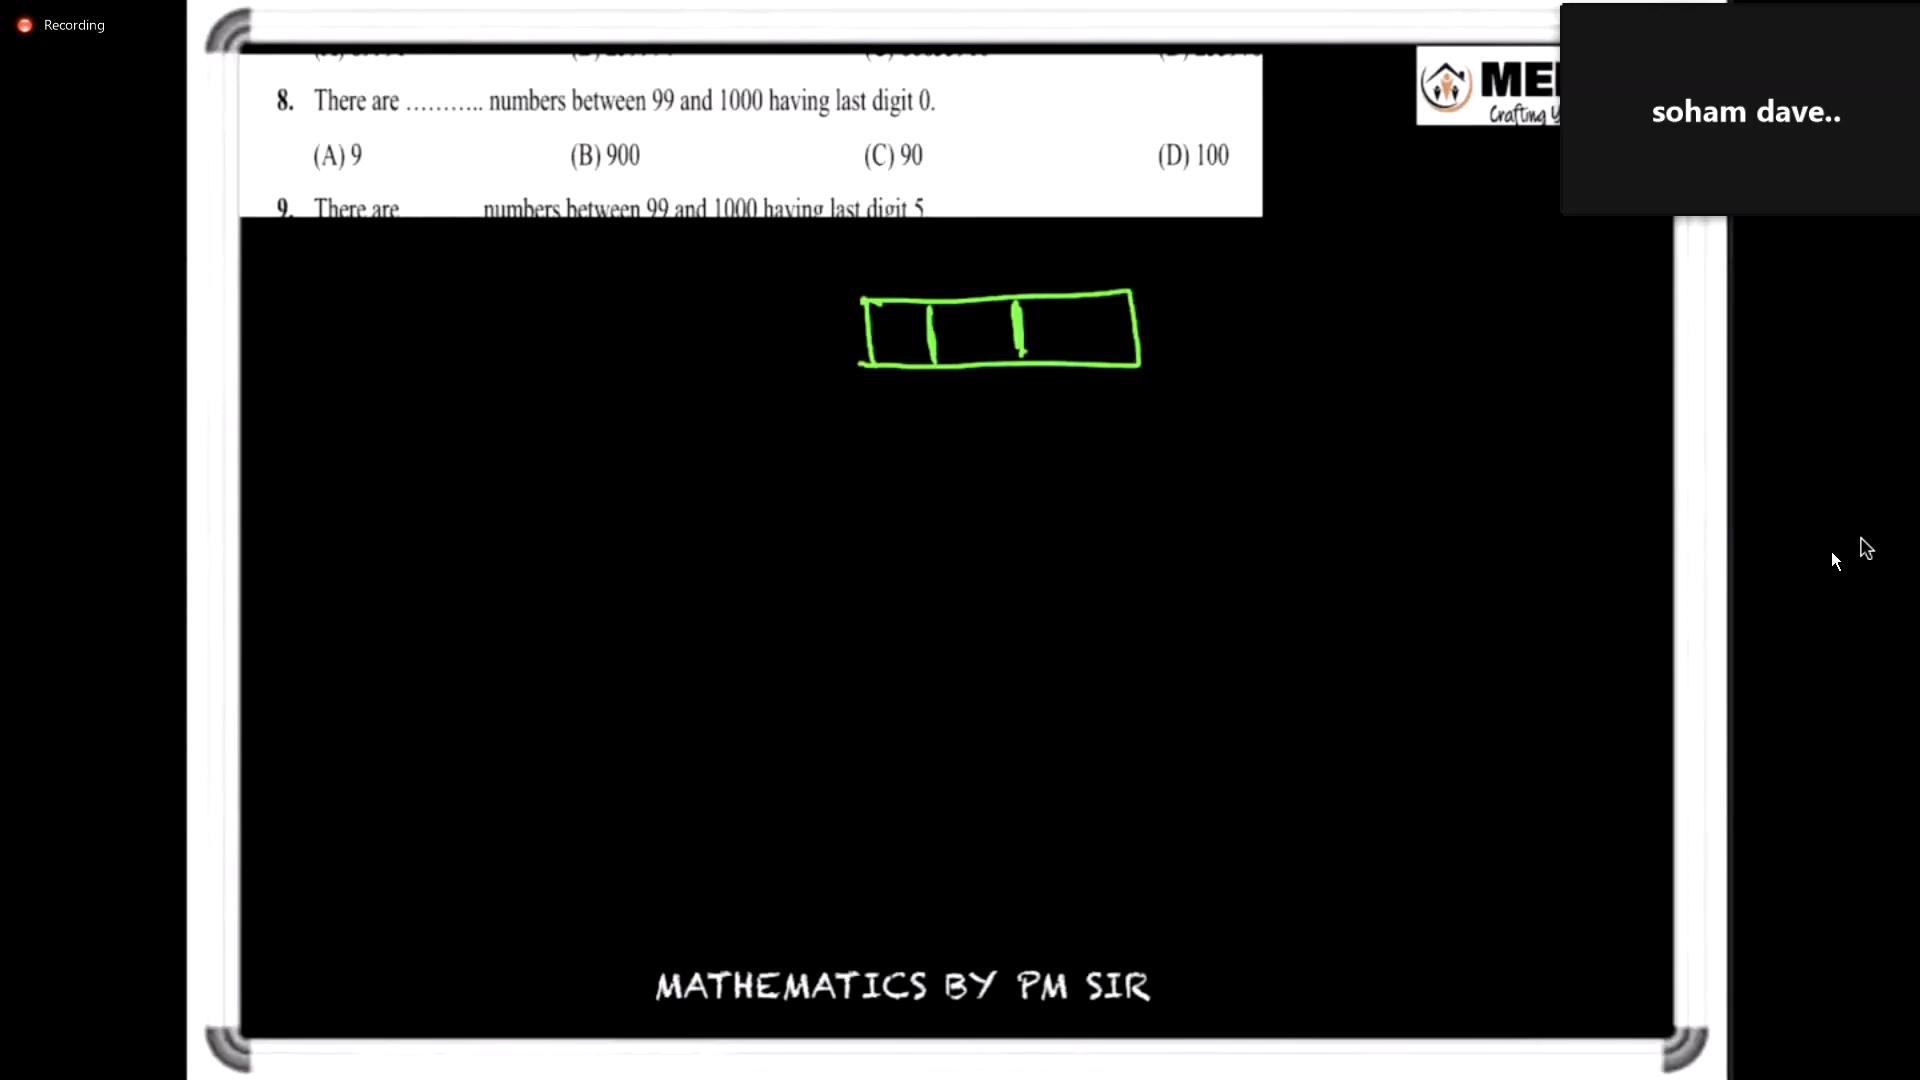 Recording
8. There are ........... numbers between 99 and 1000 having last digit 0.
(A) 9 (B) 900 (C) 90 (D) 100
9. There are numbers between 99 and 1000 having last digit 5
Crafting
soham dave..
MATHEMATICS BY PM SIR